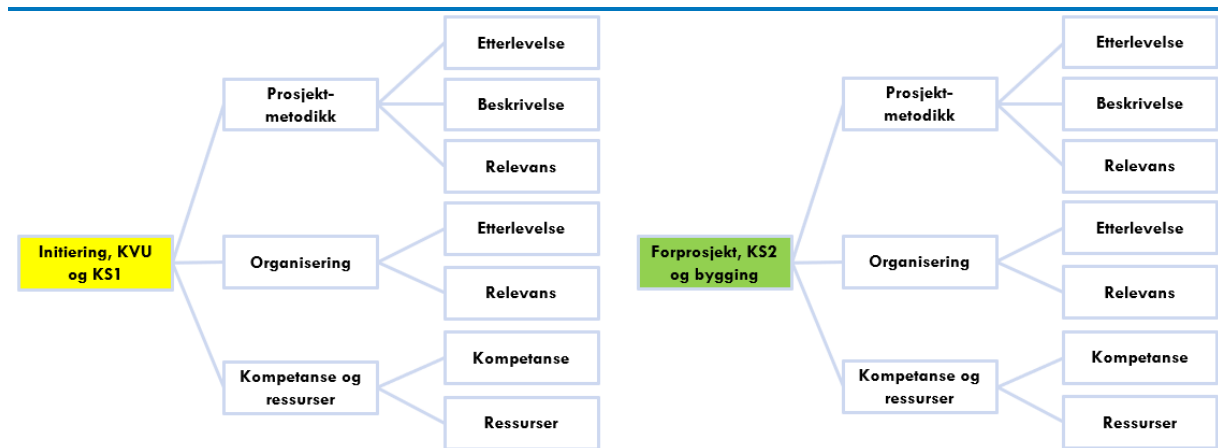 Initiering, KVU
og KS1
Prosjekt-
metodikk
Etterlevelse
Beskrivelse
Relevans
Organisering
Etterlevelse
Relevans
Kompetanse og
ressurser
Kompetanse
Ressurser
Forprosjekt, KS2
og bygging
Prosjekt-
metodikk
Etterlevelse
Beskrivelse
Relevans
Organisering
Etterlevelse
Relevans
Kompetanse og
ressurser
Kompetanse
Ressurser